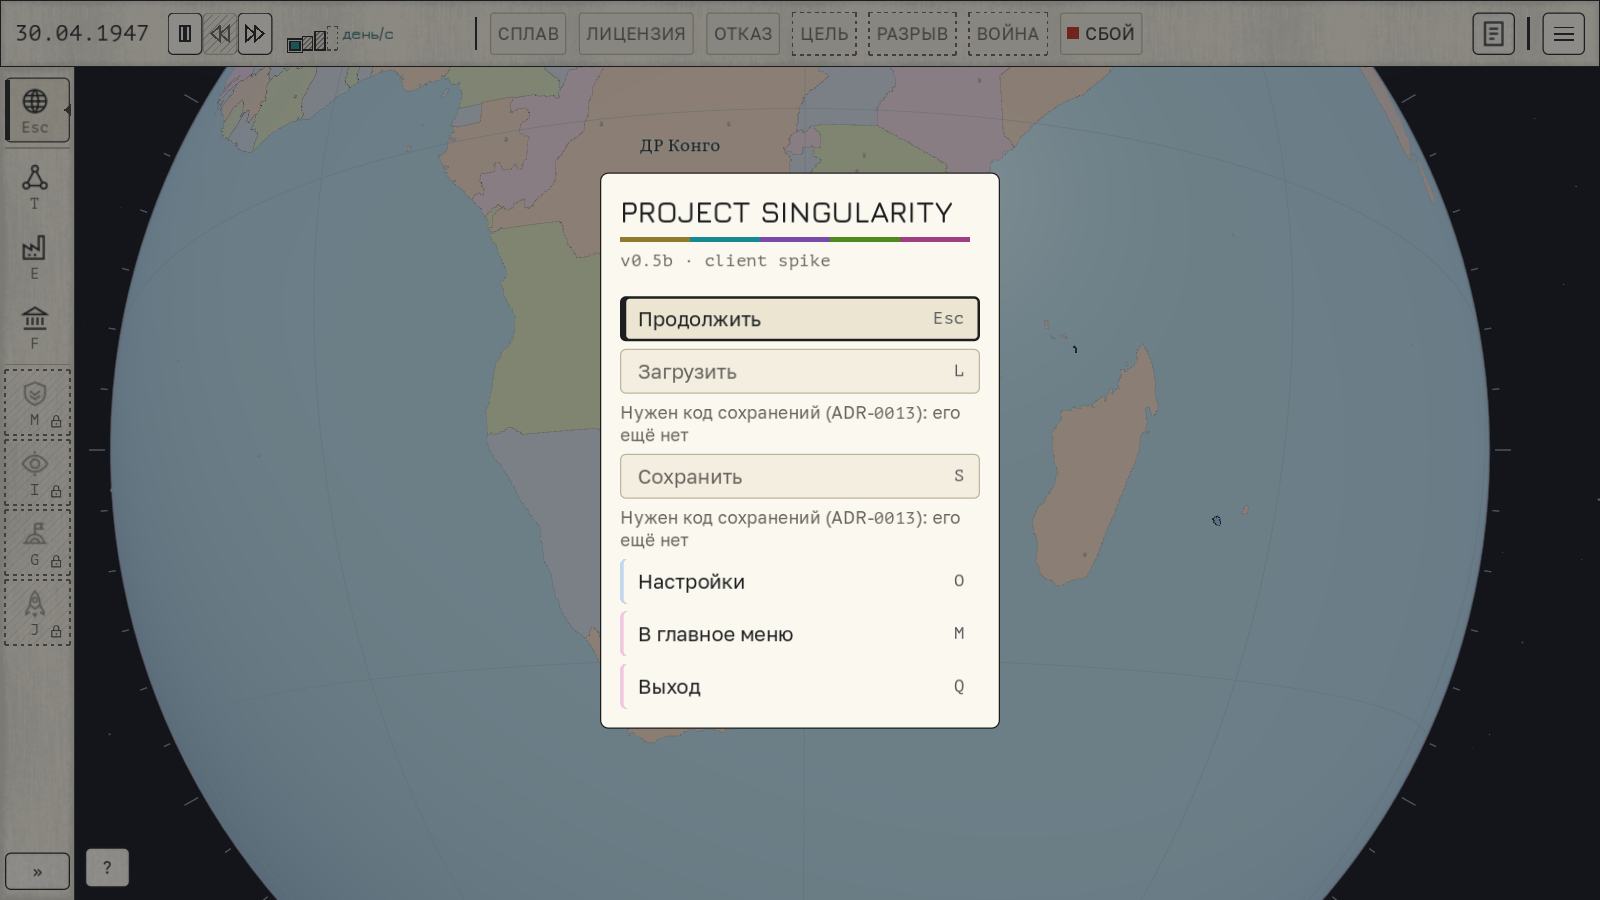 30.04.1947
день/с
СПЛАВ
ЛИЦЕНЗИЯ
ОТКАЗ
ЦЕЛЬ
РАЗРЫВ
ВОЙНА
СБОЙ
Esc
T
E
F
M
I
G
J
»
?
ДР Конго
PROJECT SINGULARITY
v0.5b · client spike
Продолжить Esc
Загрузить L
Нужен код сохранений (ADR-0013): его
ещё нет
Сохранить S
Нужен код сохранений (ADR-0013): его
ещё нет
Настройки O
В главное меню M
Выход Q